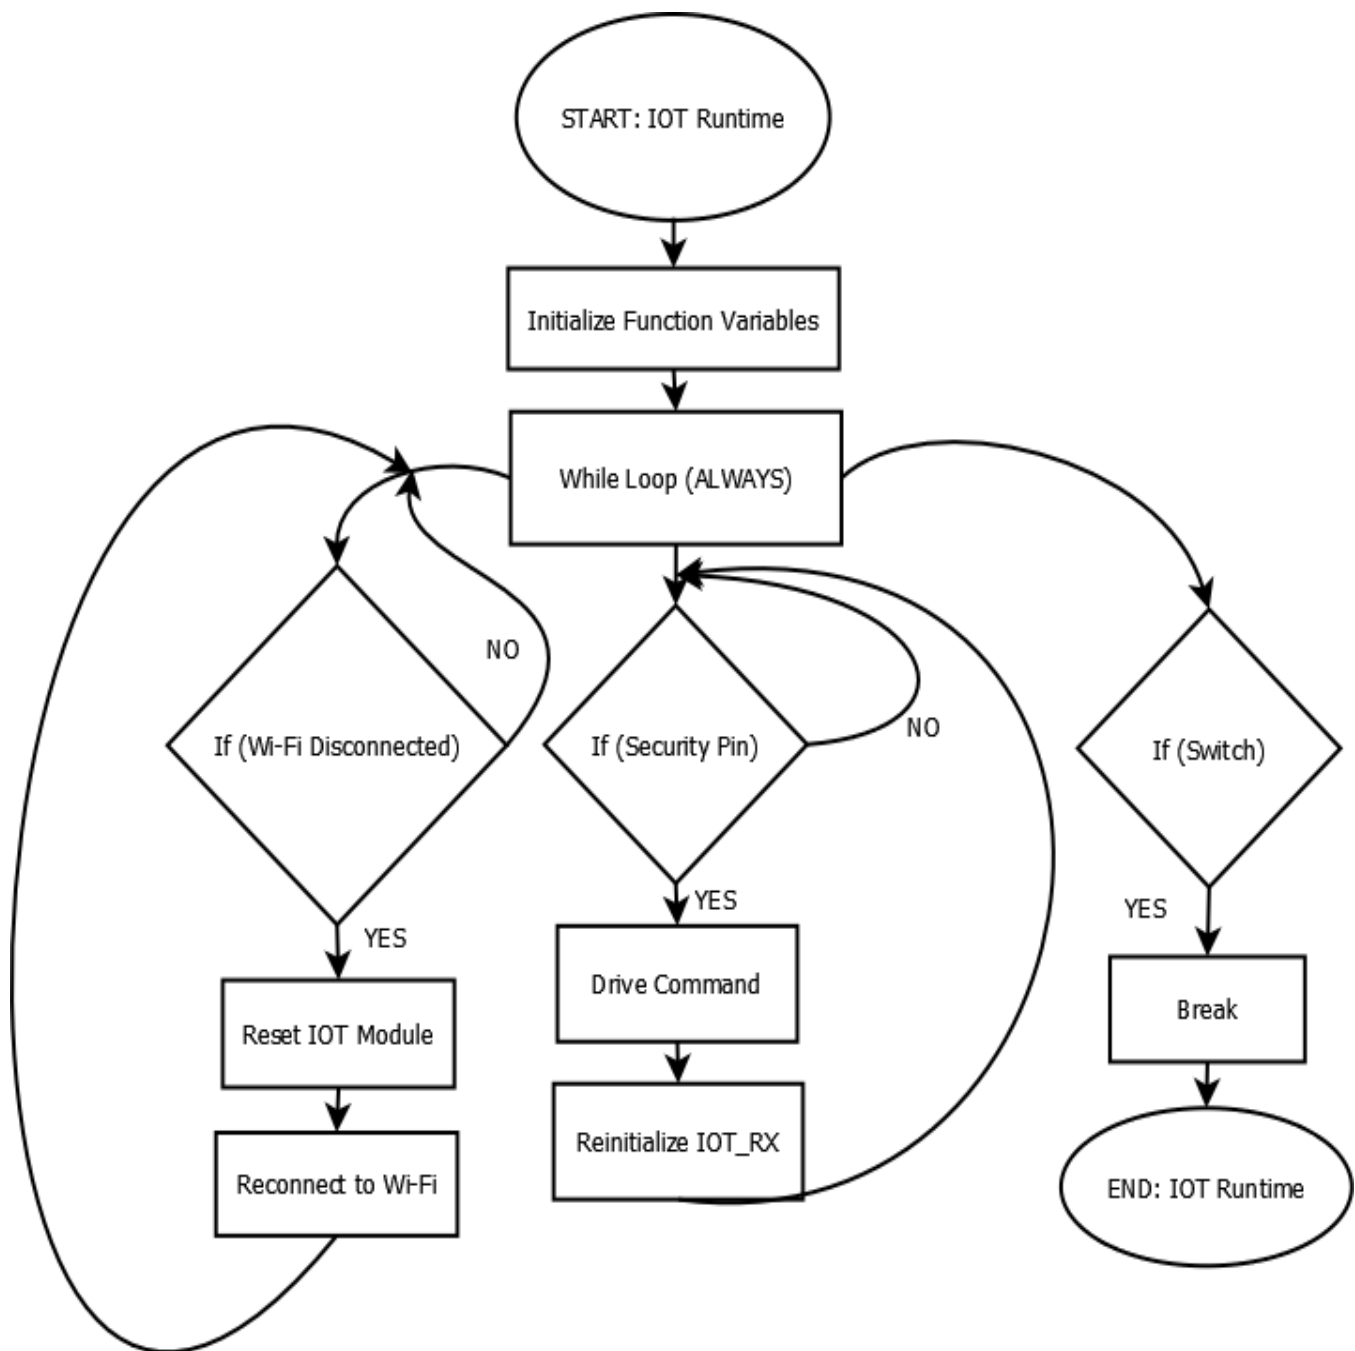 START: IOT Runtime
Initialize Function Variables
While Loop (ALWAYS)
NO
If (Wi-Fi Disconnected)
YES
Reset IOT Module
Reconnect to Wi-Fi
If (Security Pin)
NO
YES
Drive Command
Reinitialize IOT_RX
If (Switch)
YES
Break
END: IOT Runtime